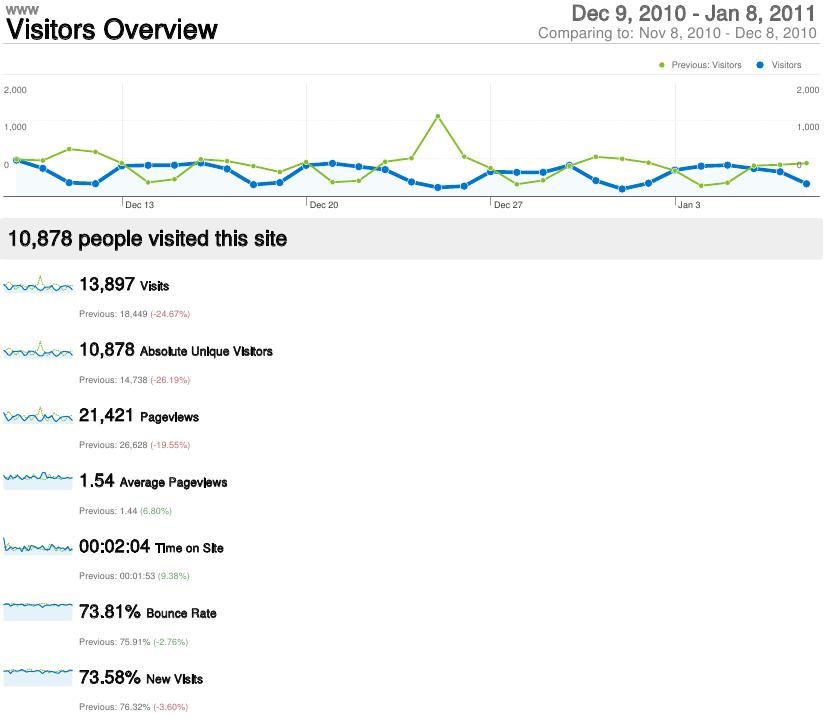 www
Visitors Overview
Dec 9, 2010 - Jan 8, 2011
Comparing to: Nov 8, 2010 - Dec 8, 2010
Previous: Visitors Visitors
2,000 2,000
1,000 1,000
0 0
Dec 13 Dec 20 Dec 27 Jan 3
10,878 people visited this site
13,897 Visits
Previous: 18,449 (-24.67%)
10,878 Absolute Unique Visitors
Previous: 14,738 (-26.19%)
21,421 Pageviews
Previous: 26,628 (-19.55%)
1.54 Average Pageviews
Previous: 1.44 (6.80%)
00:02:04 Time on Site
Previous: 00:01:53 (9.38%)
73.81% Bounce Rate
Previous: 75.91% (-2.76%)
73.58% New Visits
Previous: 76.32% (-3.60%)